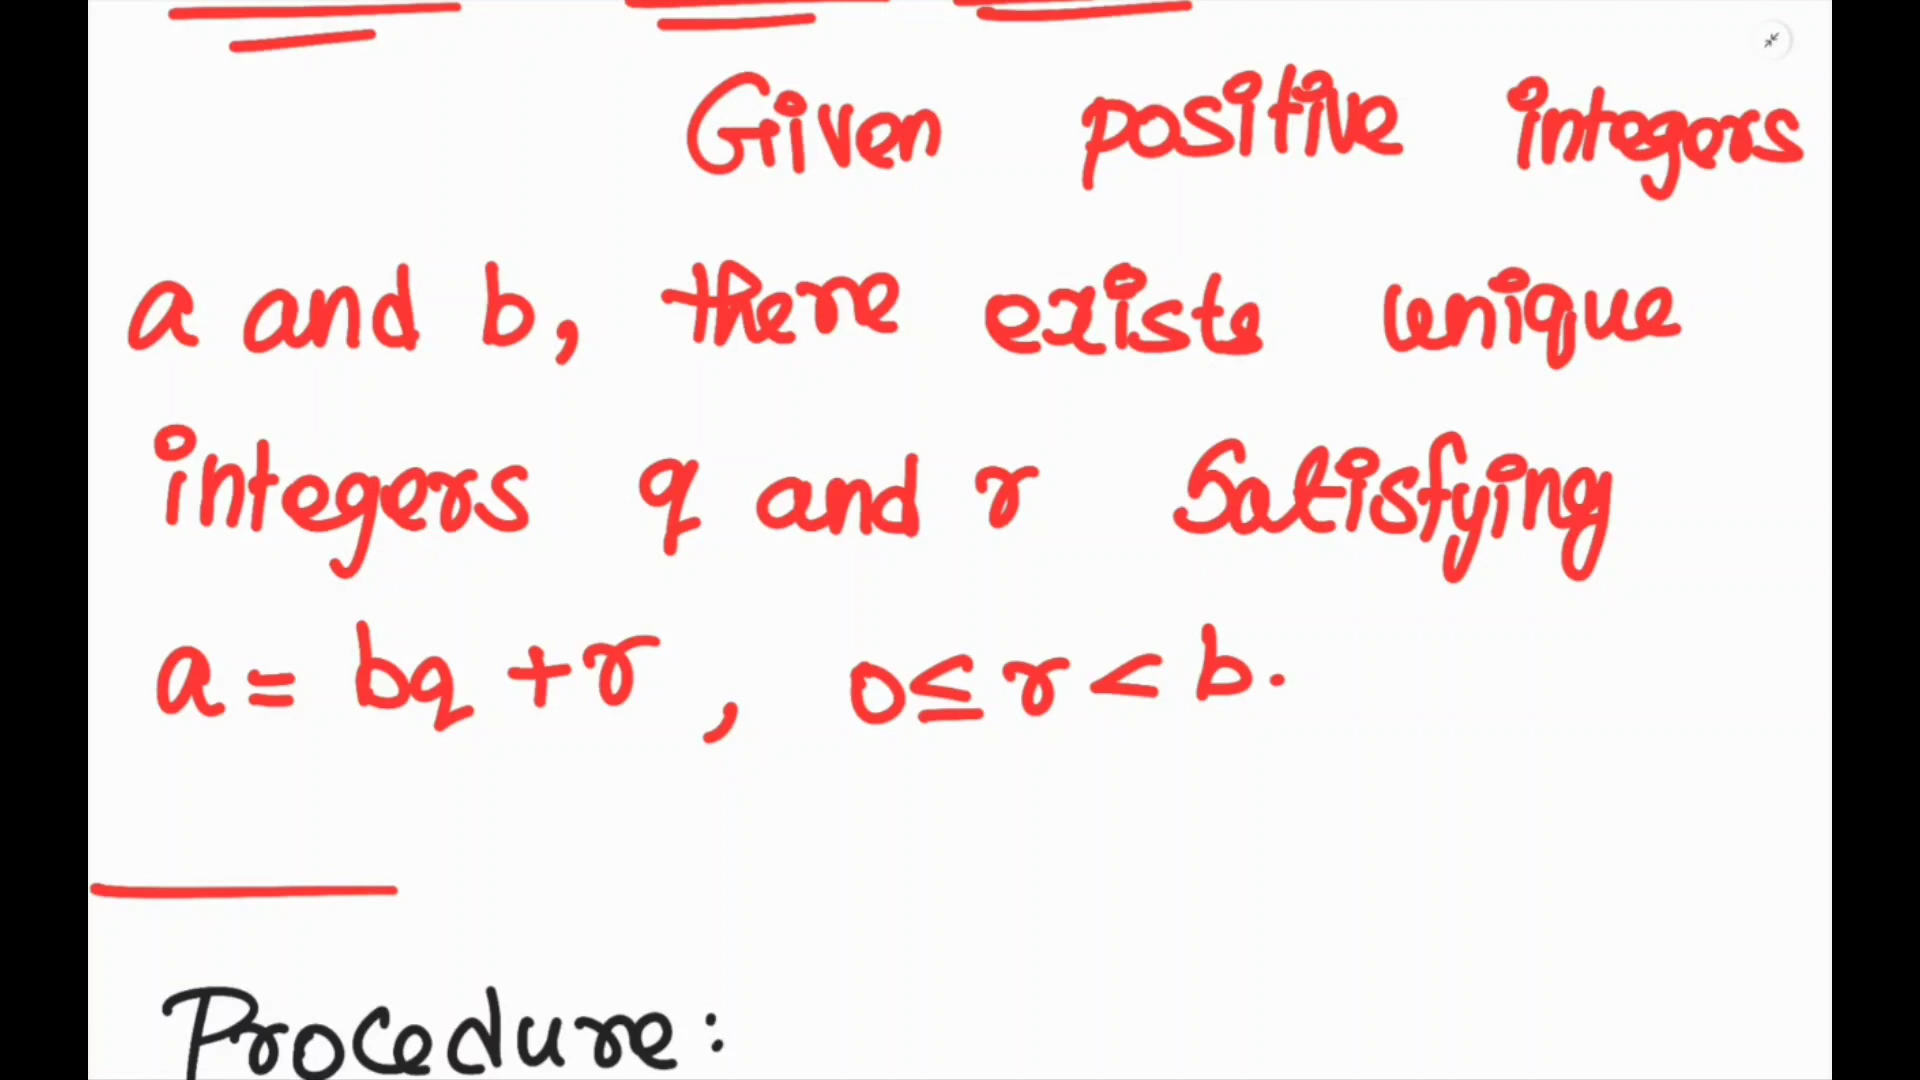 Given positive integers
a and b, there exists unique
integers q and r satisfying
a = bq + r, 0 ≤ r < b.
Procedure: